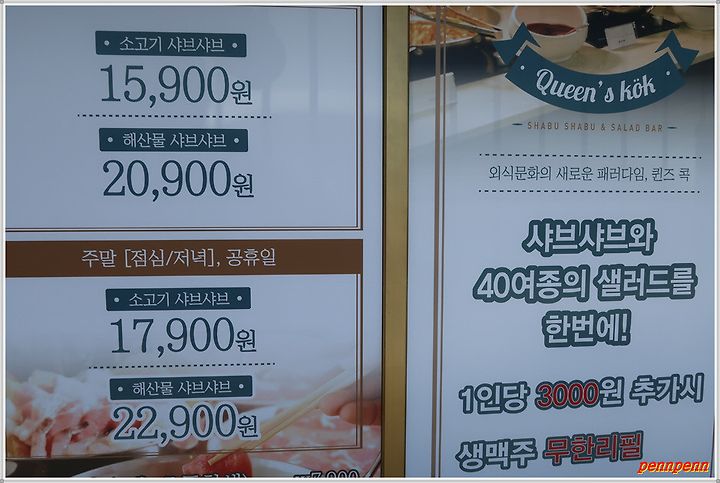 • 소고기 샤브샤브 •
15,900원
• 해산물 샤브샤브 •
20,900원
주말 [점심/저녁], 공휴일
• 소고기 샤브샤브 •
17,900원
• 해산물 샤브샤브 •
22,900원
₩7,900
Queen's kök
SHABU SHABU & SALAD BAR
외식문화의 새로운 패러다임, 퀸즈 콕
샤브샤브와
40여종의 샐러드를
한번에!
1인당 3000원 추가시
생맥주 무한리필
pennpenn